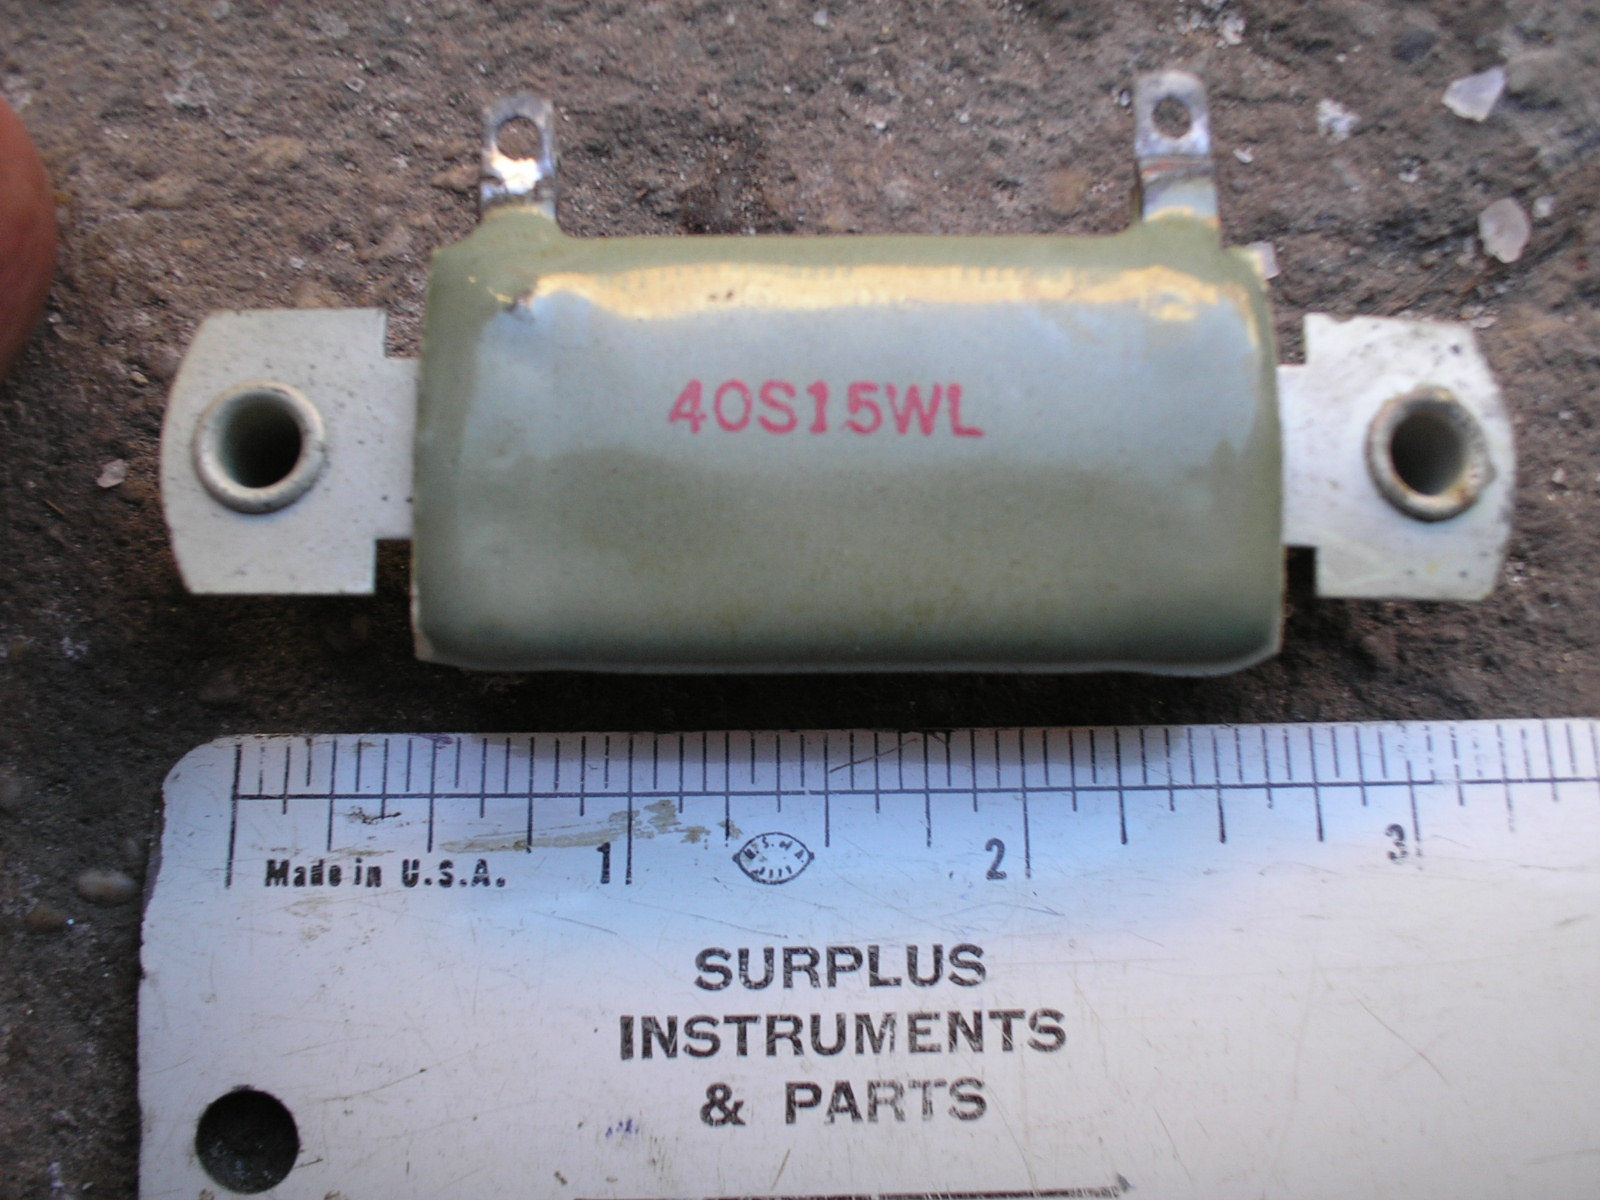 40S15WL
1 2 3
Made in U.S.A.
SURPLUS
INSTRUMENTS
& PARTS